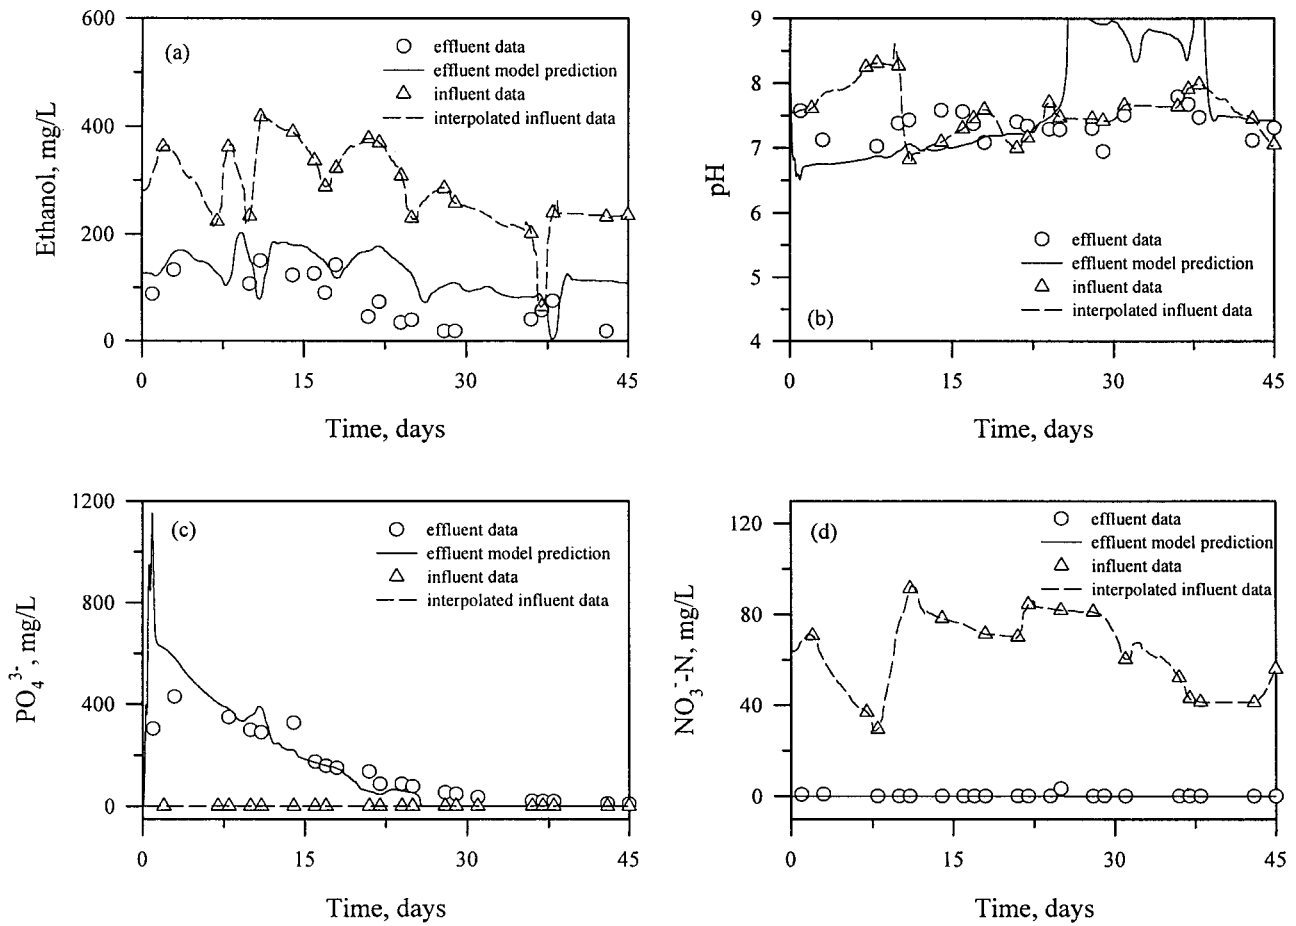 600
400
200
0
Ethanol, mg/L
(a)
effluent data
effluent model prediction
influent data
interpolated influent data
0 15 30 45
Time, days
9
8
7
6
5
4
pH
effluent data
effluent model prediction
influent data
interpolated influent data
(b)
0 15 30 45
Time, days
1200
800
400
0
PO₄³⁻, mg/L
(c)
effluent data
effluent model prediction
influent data
interpolated influent data
0 15 30 45
Time, days
120
80
40
0
NO₃⁻-N, mg/L
(d)
effluent data
effluent model prediction
influent data
interpolated influent data
0 15 30 45
Time, days